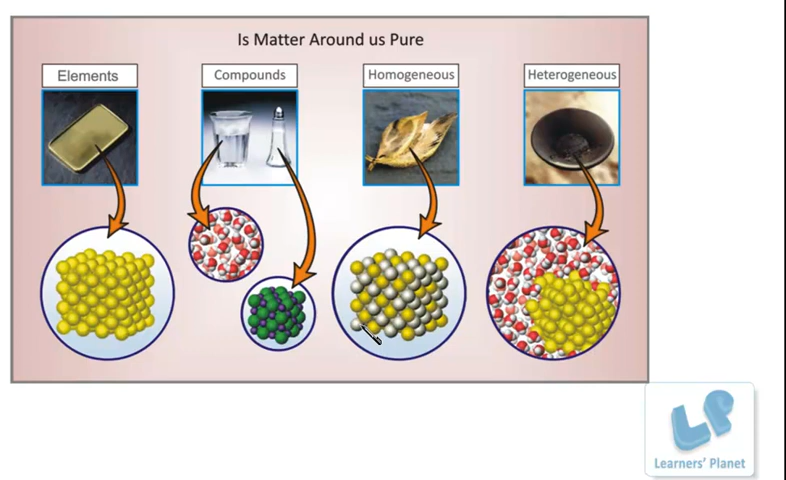 Is Matter Around us Pure
Elements
Compounds
Homogeneous
Heterogeneous
LP
Learners' Planet